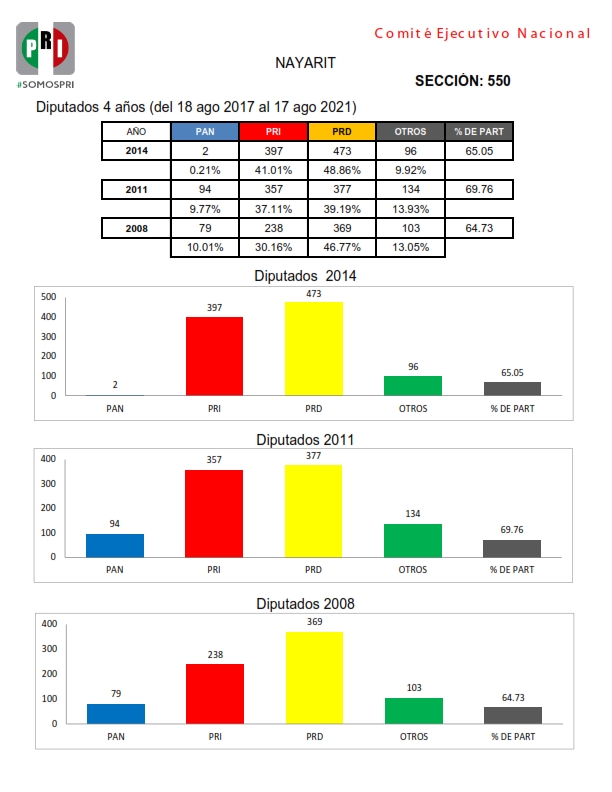 Comité Ejecutivo Nacional
PRI
#SOMOSPRI
NAYARIT
SECCIÓN: 550
Diputados 4 años (del 18 ago 2017 al 17 ago 2021)
AÑO PAN PRI PRD OTROS % DE PART
2014 2 397 473 96 65.05
0.21% 41.01% 48.86% 9.92%
2011 94 357 377 134 69.76
9.77% 37.11% 39.19% 13.93%
2008 79 238 369 103 64.73
10.01% 30.16% 46.77% 13.05%
Diputados 2014
500
400
300
200
100
0
2 397 473 96 65.05
PAN PRI PRD OTROS % DE PART
Diputados 2011
400
300
200
100
0
94 357 377 134 69.76
PAN PRI PRD OTROS % DE PART
Diputados 2008
400
300
200
100
0
79 238 369 103 64.73
PAN PRI PRD OTROS % DE PART